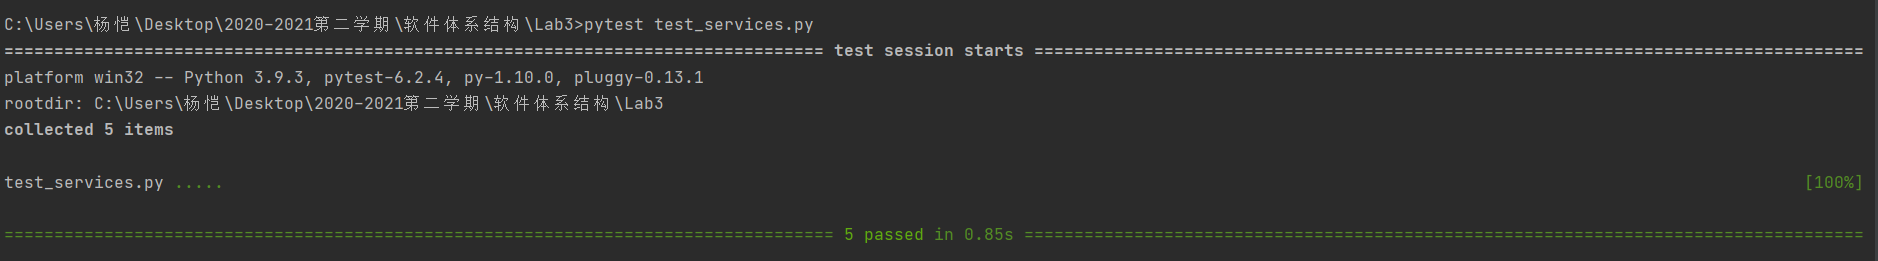 C:\Users\杨恺\Desktop\2020-2021第二学期\软件体系结构\Lab3>pytest test_services.py
================================================================================== test session starts ===================================================================================
platform win32 -- Python 3.9.3, pytest-6.2.4, py-1.10.0, pluggy-0.13.1
rootdir: C:\Users\杨恺\Desktop\2020-2021第二学期\软件体系结构\Lab3
collected 5 items
test_services.py ..... [100%]
=================================================================================== 5 passed in 0.85s ====================================================================================